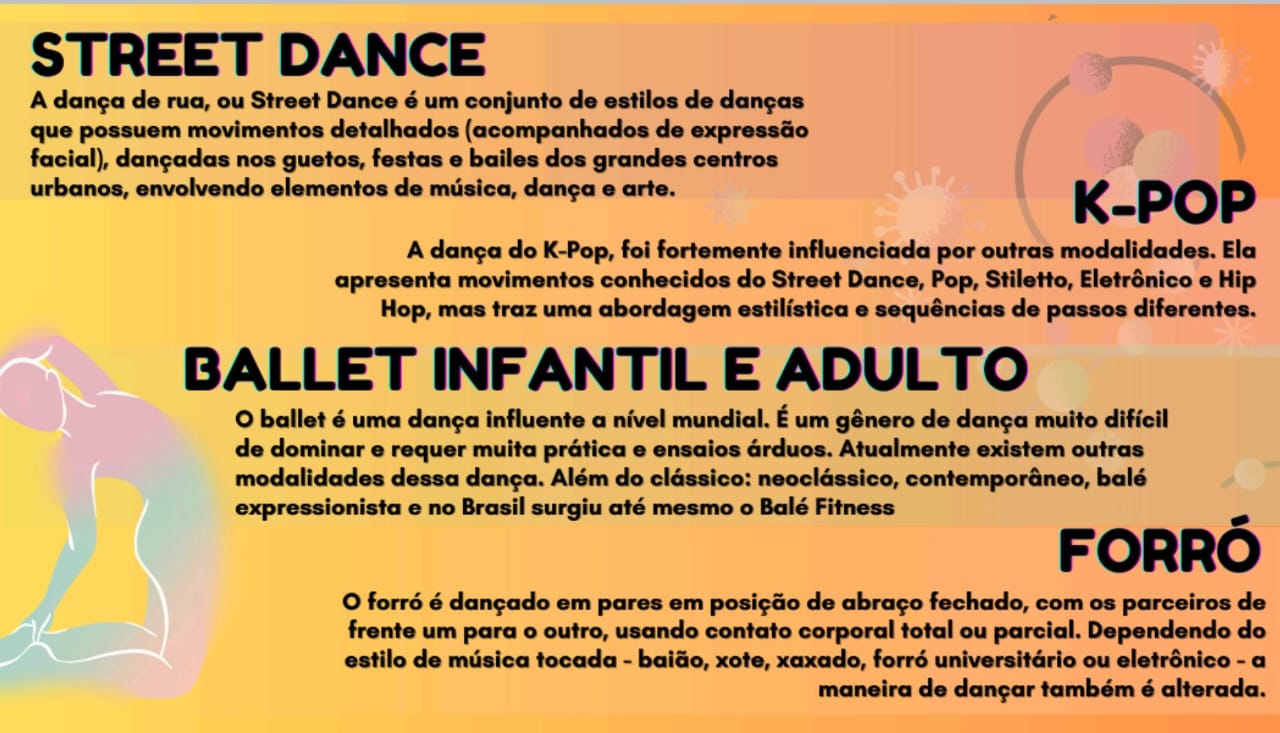 STREET DANCE
A dança de rua, ou Street Dance é um conjunto de estilos de danças
que possuem movimentos detalhados (acompanhados de expressão
facial), dançadas nos guetos, festas e bailes dos grandes centros
urbanos, envolvendo elementos de música, dança e arte.
K-POP
A dança do K-Pop, foi fortemente influenciada por outras modalidades. Ela
apresenta movimentos conhecidos do Street Dance, Pop, Stiletto, Eletrônico e Hip
Hop, mas traz uma abordagem estilística e sequências de passos diferentes.
BALLET INFANTIL E ADULTO
O ballet é uma dança influente a nível mundial. É um gênero de dança muito difícil
de dominar e requer muita prática e ensaios árduos. Atualmente existem outras
modalidades dessa dança. Além do clássico: neoclássico, contemporâneo, balé
expressionista e no Brasil surgiu até mesmo o Balé Fitness
FORRÓ
O forró é dançado em pares em posição de abraço fechado, com os parceiros de
frente um para o outro, usando contato corporal total ou parcial. Dependendo do
estilo de música tocada - baião, xote, xaxado, forró universitário ou eletrônico - a
maneira de dançar também é alterada.